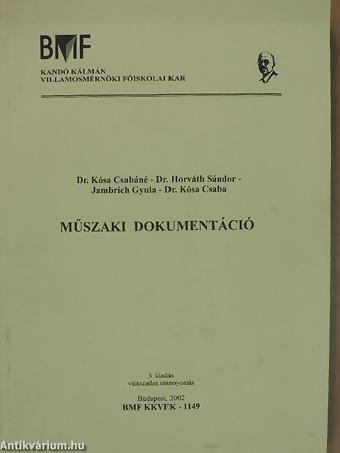 BMF
KANDÓ KÁLMÁN
VILLAMOSMÉRNÖKI FŐISKOLAI KAR
Dr. Kósa Csabáné - Dr. Horváth Sándor -
Jambrich Gyula - Dr. Kósa Csaba
MŰSZAKI DOKUMENTÁCIÓ
3. kiadás
változatlan utánnyomás
Budapest, 2002
BMF KKVFK - 1149
Antikvárium.hu